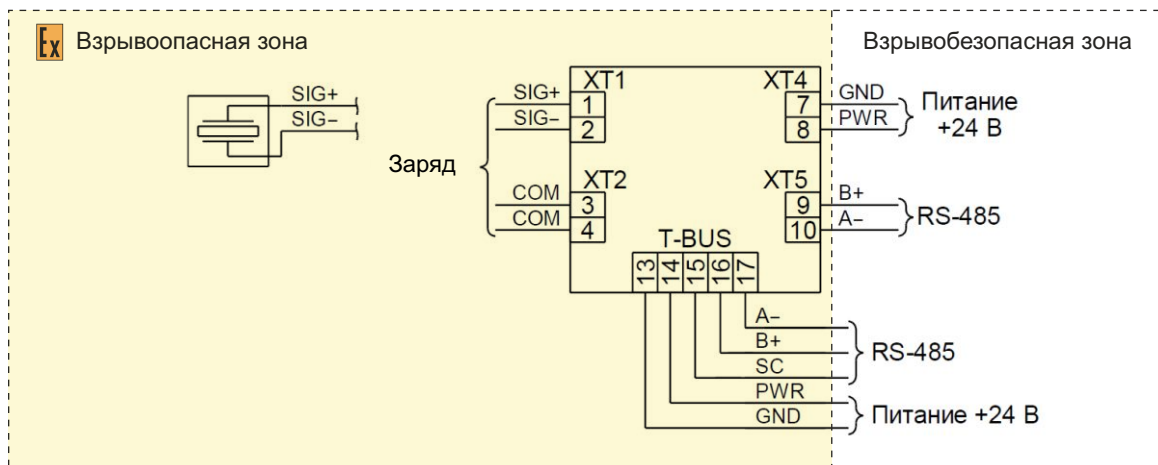 Ex Взрывоопасная зона
Взрывобезопасная зона
SIG+
SIG–
SIG+
SIG–
Заряд
COM
COM
XT1
1
2
XT2
3
4
XT4
7
8
GND
PWR
Питание
+24 В
XT5
9
10
B+
A–
RS-485
T-BUS
13 14 15 16 17
A–
B+
SC
RS-485
PWR
GND
Питание +24 В